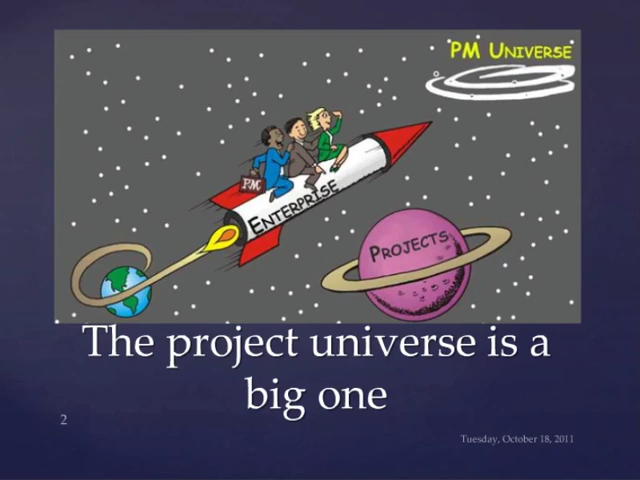 PM UNIVERSE
PM
ENTERPRISE
PROJECTS
The project universe is a
big one
2
Tuesday, October 18, 2011